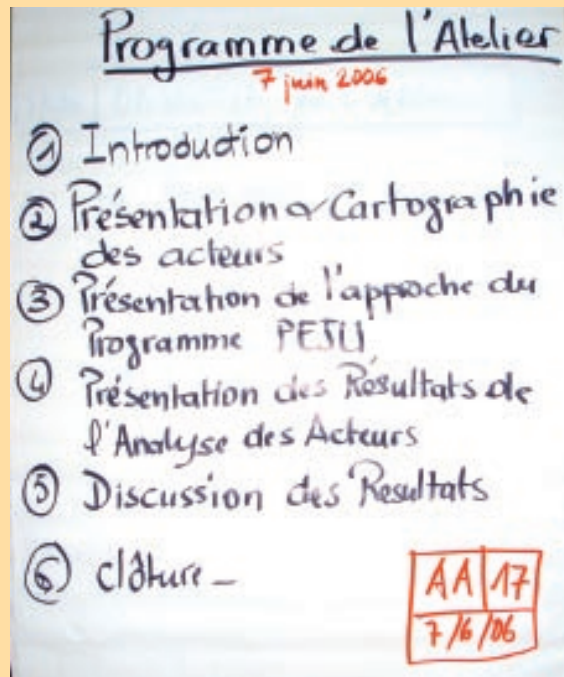 Programme de l'Atelier
7 juin 2006
① Introduction
② Présentation & Cartographie
des acteurs
③ Présentation de l'approche du
Programme PESU
④ Présentation des Résultats de
l'Analyse des Acteurs
⑤ Discussion des Resultats
⑥ clôture -
AA 17
7/6/06